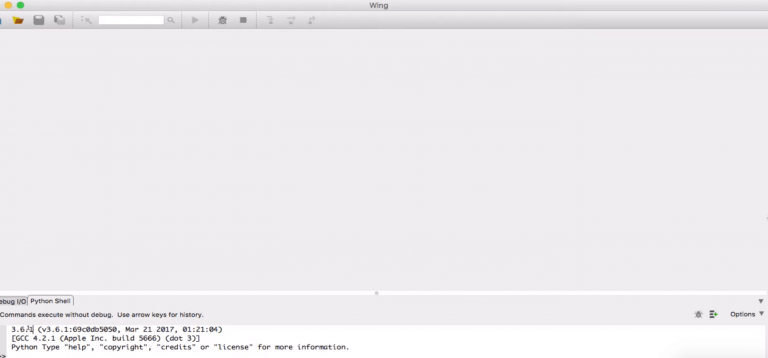 Wing
ebug I/O Python Shell
Commands execute without debug. Use arrow keys for history.
Options
3.6.1 (v3.6.1:69c0db5050, Mar 21 2017, 01:21:04)
[GCC 4.2.1 (Apple Inc. build 5666) (dot 3)]
Python Type "help", "copyright", "credits" or "license" for more information.